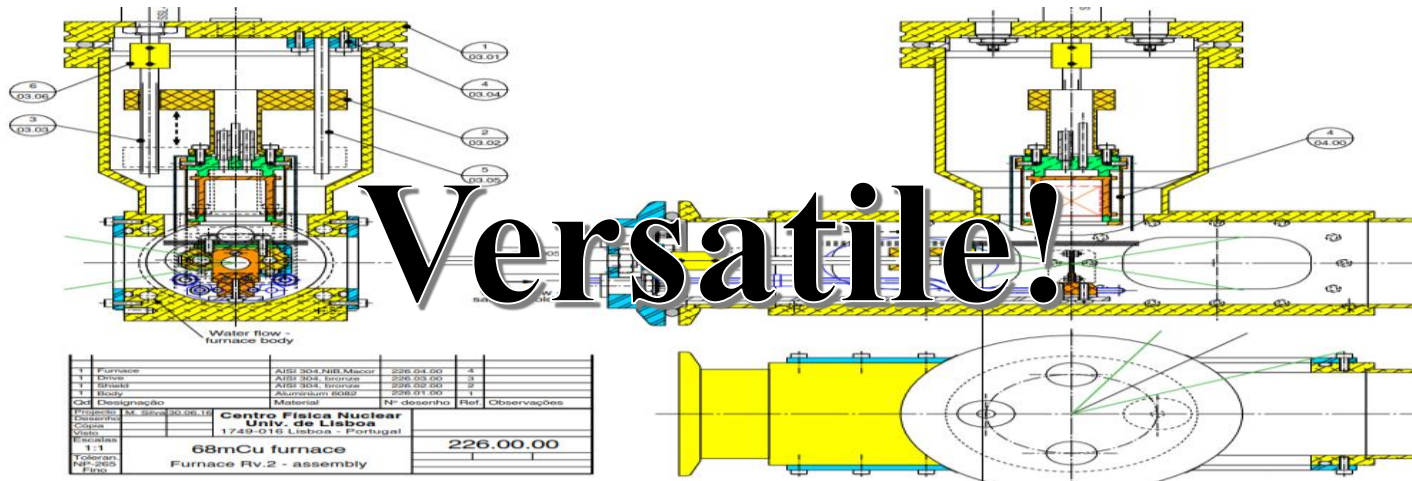 1
03.01
6
03.06
4
03.04
3
03.03
2
03.02
5
03.05
4
04.00
Versatile!
Water flow -
furnace body
1 Furnace AISI 304,NiB,Macor 226.04.00 4
1 Drive AISI 304, bronze 226.03.00 3
1 Shield AISI 304, bronze 226.02.00 2
1 Body Aluminium 6082 226.01.00 1
Qd Designação Material Nº desenho Ref. Observações
Projecto M. Silva 30.06.16
Desenho
Cópia
Visto
Centro Física Nuclear
Univ. de Lisboa
1749-016 Lisboa - Portugal
Escalas
1:1
Toleran.
NP-265
Fino
68mCu furnace
Furnace Rv.2 - assembly
226.00.00